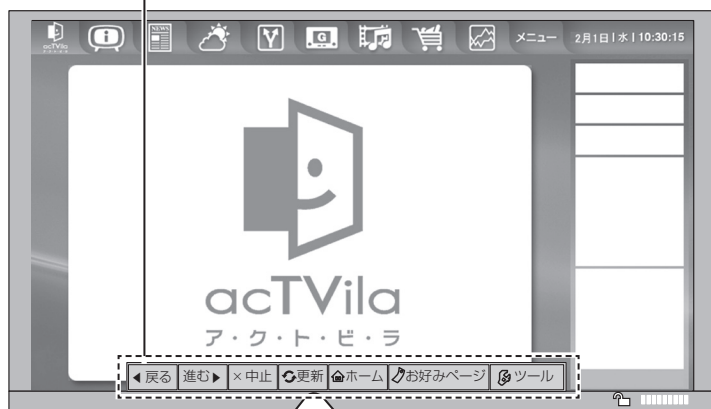 acTVila
NEWS
Y
G
メニュー
2月1日|水|10:30:15
acTVila
ア・ク・ト・ビ・ラ
◀戻る 進む▶ ×中止 更新 ホーム お好みページ ツール